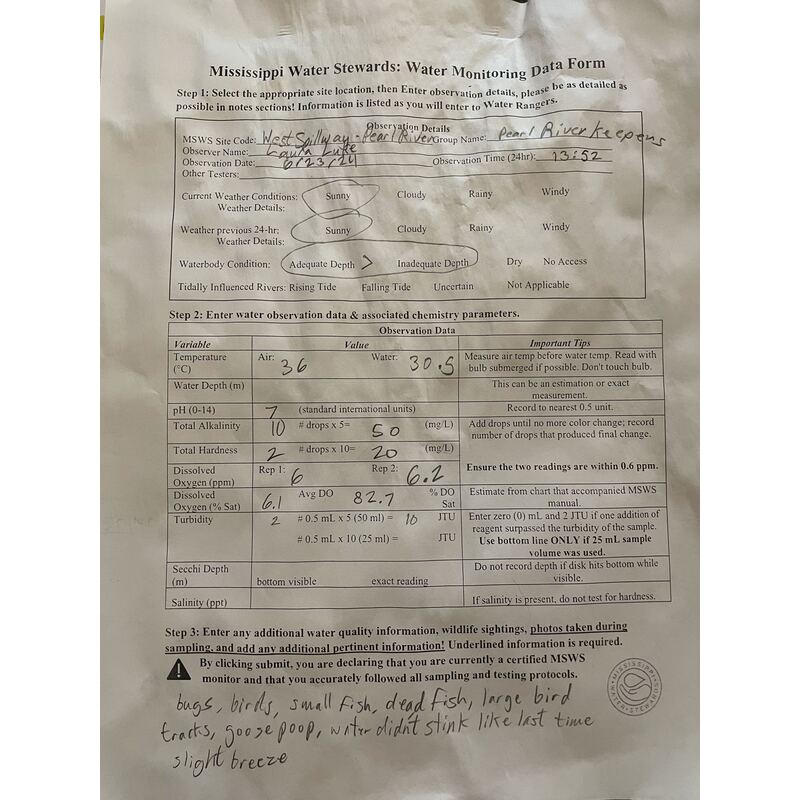 Mississippi Water Stewards: Water Monitoring Data Form
Step 1: Select the appropriate site location, then Enter observation details, please be as detailed as
possible in notes sections! Information is listed as you will enter to Water Rangers.
Observation Details
MSWS Site Code: West Spillway - Pearl River Group Name: Pearl Riverkeepers
Observer Name: Laura Luke
Observation Date: 6/23/24 Observation Time (24hr): 13:52
Other Testers:
Current Weather Conditions: Sunny Cloudy Rainy Windy
Weather Details:
Weather previous 24-hr: Sunny Cloudy Rainy Windy
Weather Details:
Waterbody Condition: Adequate Depth > Inadequate Depth Dry No Access
Tidally Influenced Rivers: Rising Tide Falling Tide Uncertain Not Applicable
Step 2: Enter water observation data & associated chemistry parameters.
Observation Data
Variable Value Important Tips
Temperature (°C) Air: 36 Water: 30.5 Measure air temp before water temp. Read with
bulb submerged if possible. Don't touch bulb.
Water Depth (m) This can be an estimation or exact
measurement.
pH (0-14) 7 (standard international units) Record to nearest 0.5 unit.
Total Alkalinity 10 # drops x 5= 50 (mg/L) Add drops until no more color change; record
number of drops that produced final change.
Total Hardness 2 # drops x 10= 20 (mg/L)
Dissolved Oxygen (ppm) Rep 1: 6 Rep 2: 6.2 Ensure the two readings are within 0.6 ppm.
Dissolved Oxygen (% Sat) 6.1 Avg DO 82.7 % DO Sat Estimate from chart that accompanied MSWS
manual.
Turbidity 2 # 0.5 mL x 5 (50 ml) = 10 JTU Enter zero (0) mL and 2 JTU if one addition of
reagent surpassed the turbidity of the sample.
# 0.5 mL x 10 (25 ml) = JTU Use bottom line ONLY if 25 mL sample
volume was used.
Secchi Depth (m) bottom visible exact reading Do not record depth if disk hits bottom while
visible.
Salinity (ppt) If salinity is present, do not test for hardness.
Step 3: Enter any additional water quality information, wildlife sightings, photos taken during
sampling, and add any additional pertinent information! Underlined information is required.
By clicking submit, you are declaring that you are currently a certified MSWS
monitor and that you accurately followed all sampling and testing protocols.
MISSISSIPPI WATER STEWARDS
bugs, birds, small fish, dead fish, large bird
tracks, goose poop, water didnt stink like last time
slight breeze